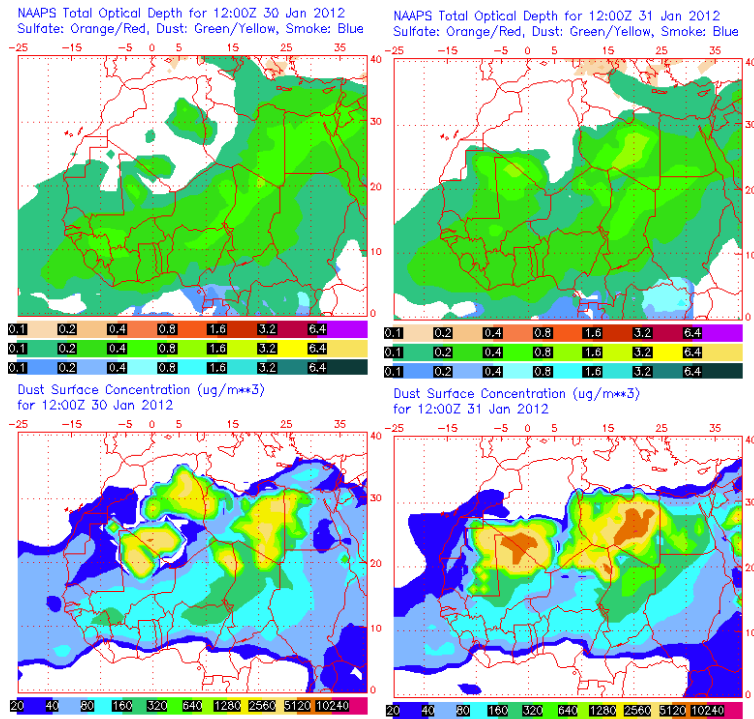 NAAPS Total Optical Depth for 12:00Z 30 Jan 2012
Sulfate: Orange/Red, Dust: Green/Yellow, Smoke: Blue
-25 -15 -5 0 5 15 25 35 40
40
30
20
10
0
0.1 0.2 0.4 0.8 1.6 3.2 6.4
0.1 0.2 0.4 0.8 1.6 3.2 6.4
0.1 0.2 0.4 0.8 1.6 3.2 6.4
NAAPS Total Optical Depth for 12:00Z 31 Jan 2012
Sulfate: Orange/Red, Dust: Green/Yellow, Smoke: Blue
-25 -15 -5 0 5 15 25 35 40
40
30
20
10
0
0.1 0.2 0.4 0.8 1.6 3.2 6.4
0.1 0.2 0.4 0.8 1.6 3.2 6.4
0.1 0.2 0.4 0.8 1.6 3.2 6.4
Dust Surface Concentration (ug/m**3)
for 12:00Z 30 Jan 2012
-25 -15 -5 0 5 15 25 35 40
40
30
20
10
0
20 40 80 160 320 640 1280 2560 5120 10240
Dust Surface Concentration (ug/m**3)
for 12:00Z 31 Jan 2012
-25 -15 -5 0 5 15 25 35 40
40
30
20
10
0
20 40 80 160 320 640 1280 2560 5120 10240